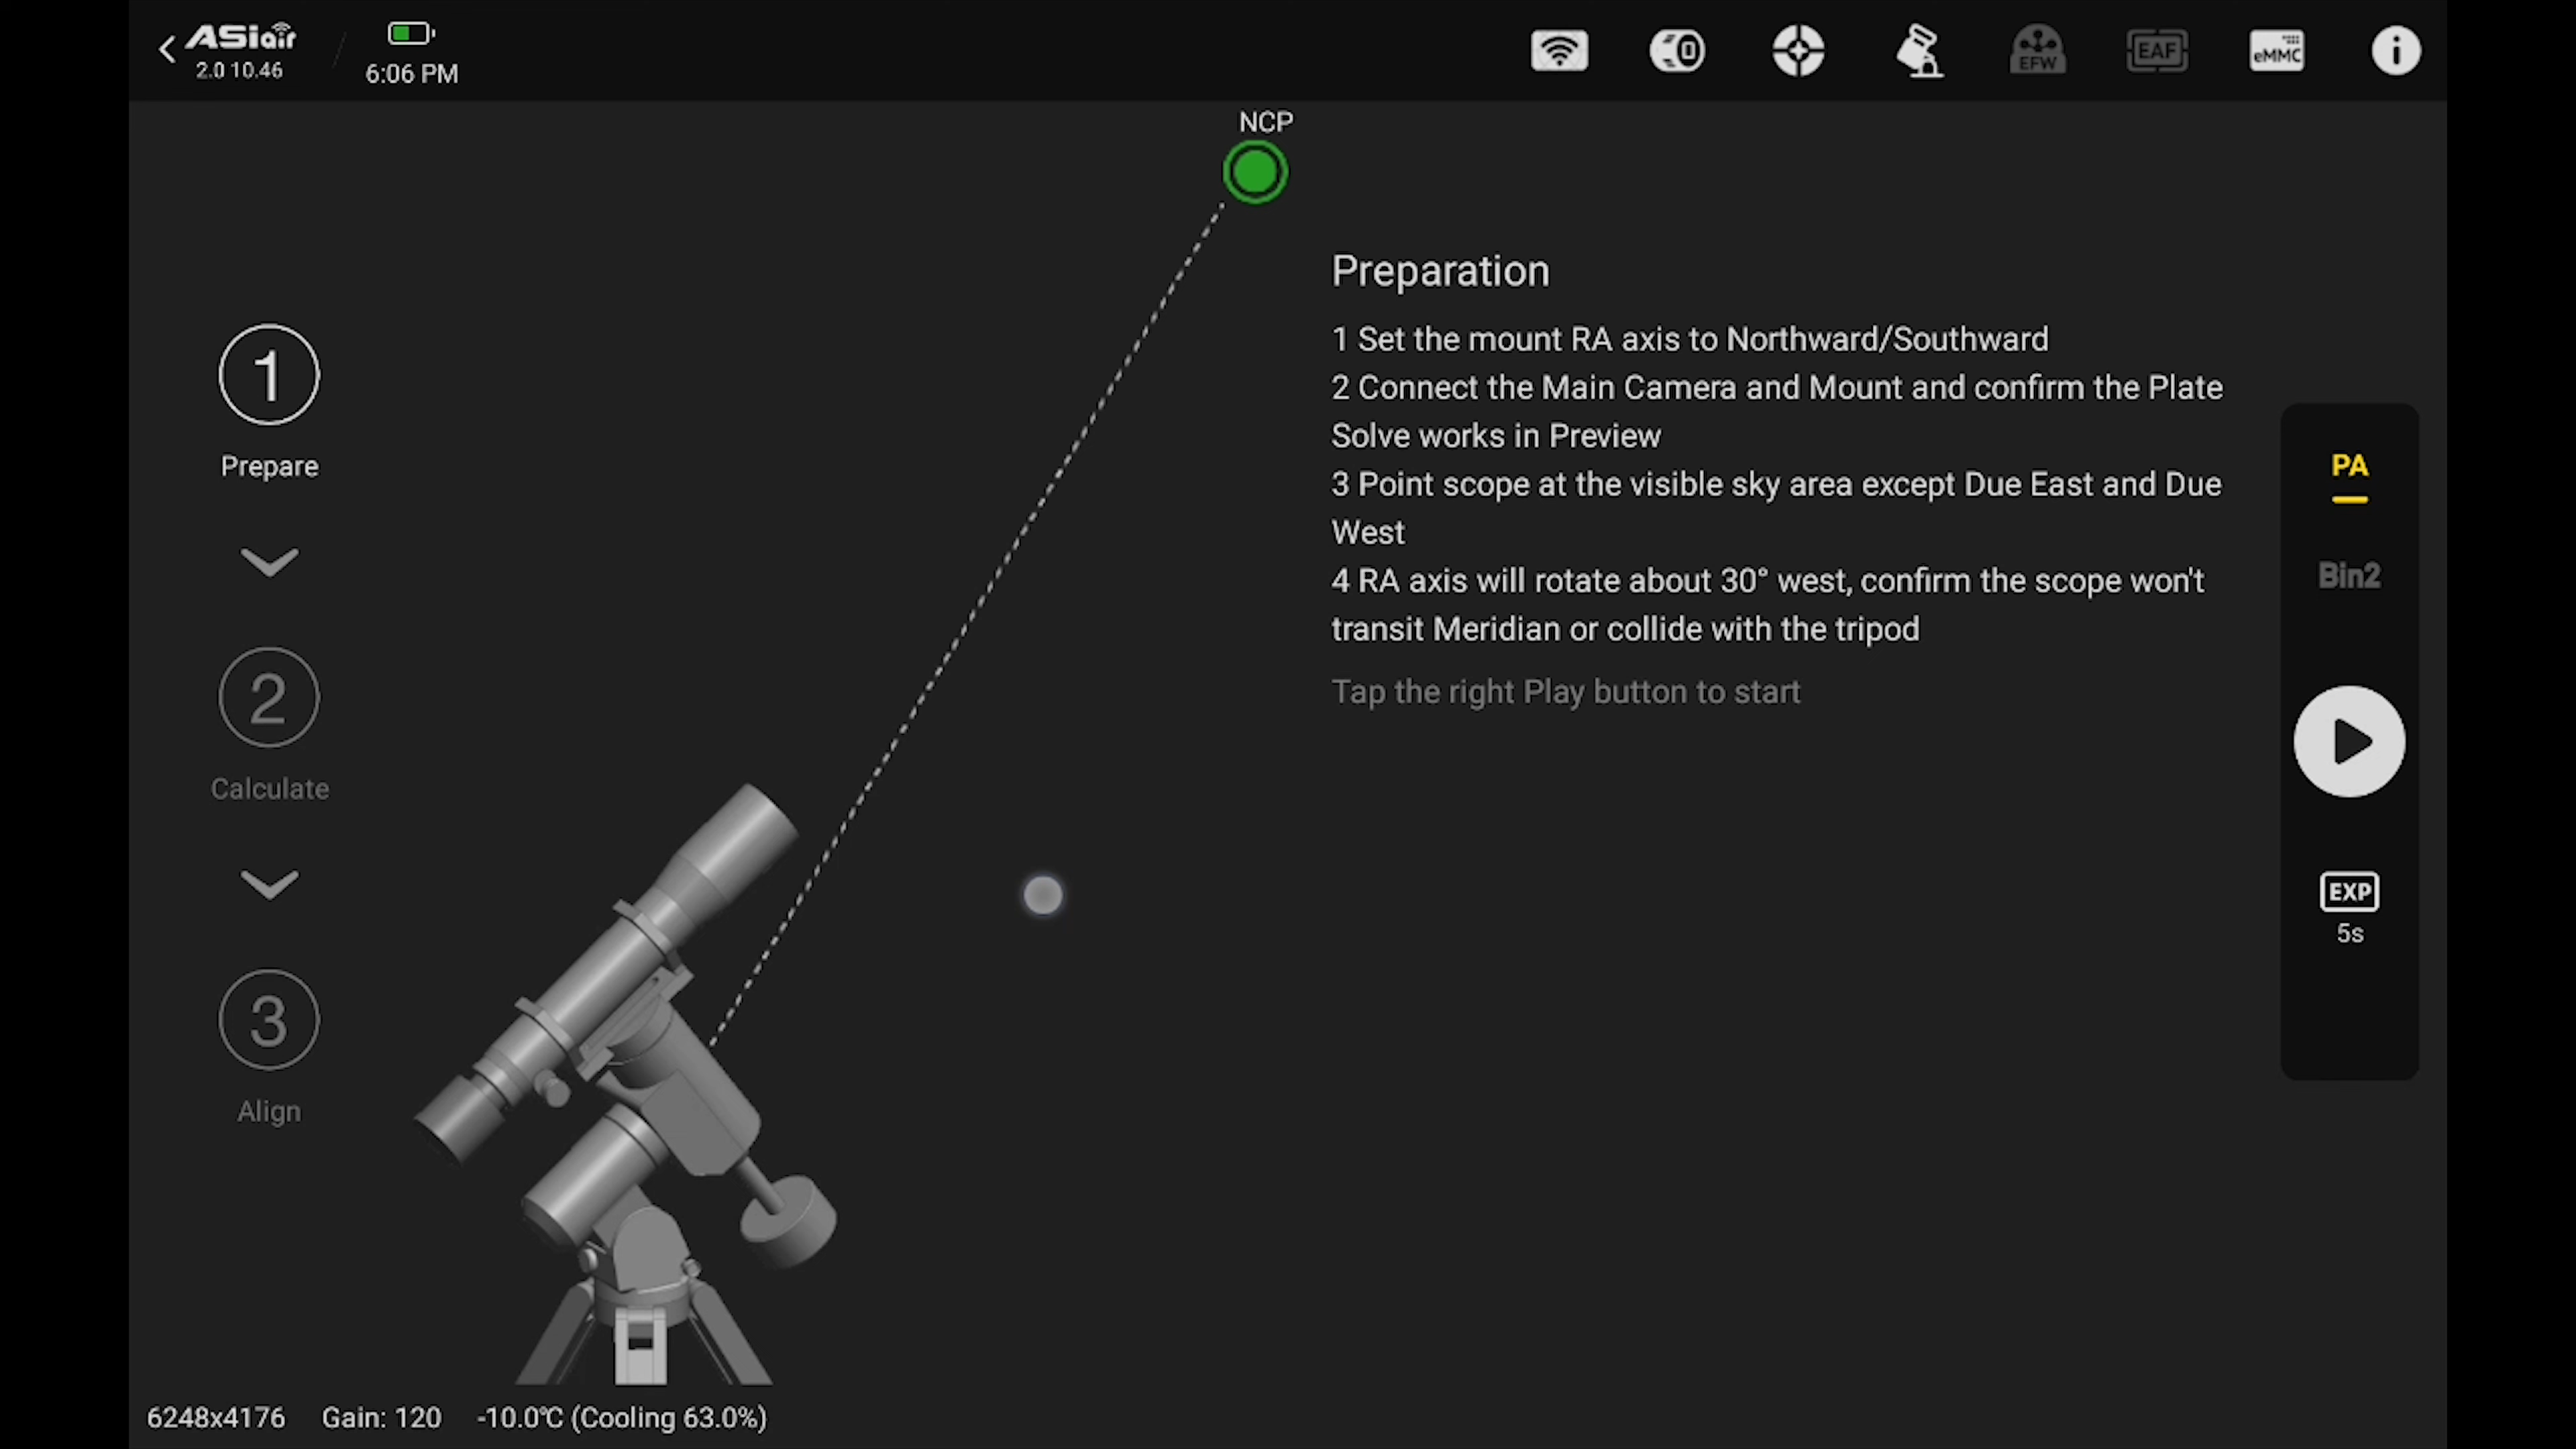 ASiair
2.0 10.46
6:06 PM
EFW
EAF
eMMC
i
NCP
Preparation
1 Set the mount RA axis to Northward/Southward
2 Connect the Main Camera and Mount and confirm the Plate
Solve works in Preview
3 Point scope at the visible sky area except Due East and Due
West
4 RA axis will rotate about 30° west, confirm the scope won't
transit Meridian or collide with the tripod
Tap the right Play button to start
1
Prepare
2
Calculate
3
Align
PA
Bin2
EXP
5s
6248x4176 Gain: 120 -10.0℃ (Cooling 63.0%)